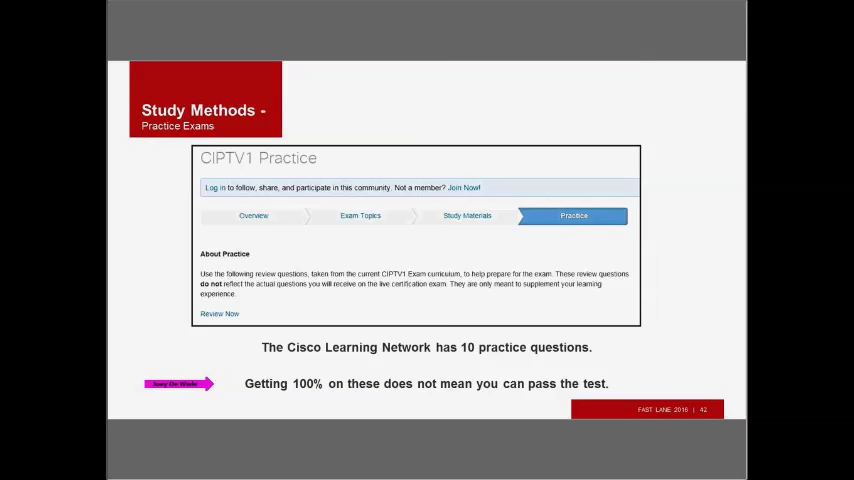 Study Methods -
Practice Exams
CIPTV1 Practice
Log in to follow, share, and participate in this community. Not a member? Join Now!
Overview
Exam Topics
Study Materials
Practice
About Practice
Use the following review questions, taken from the current CIPTV1 Exam curriculum, to help prepare for the exam. These review questions
do not reflect the actual questions you will receive on the live certification exam. They are only meant to supplement your learning
experience.
Review Now
The Cisco Learning Network has 10 practice questions.
Getting 100% on these does not mean you can pass the test.
FAST LANE 2016 | 42